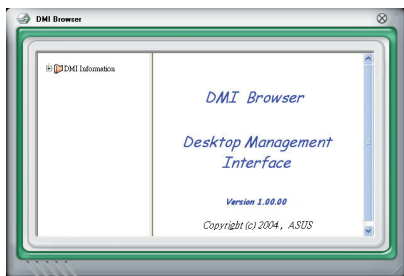 DMI Browser
DMI Information
DMI Browser
Desktop Management
Interface
Version 1.00.00
Copyright (c) 2004, ASUS